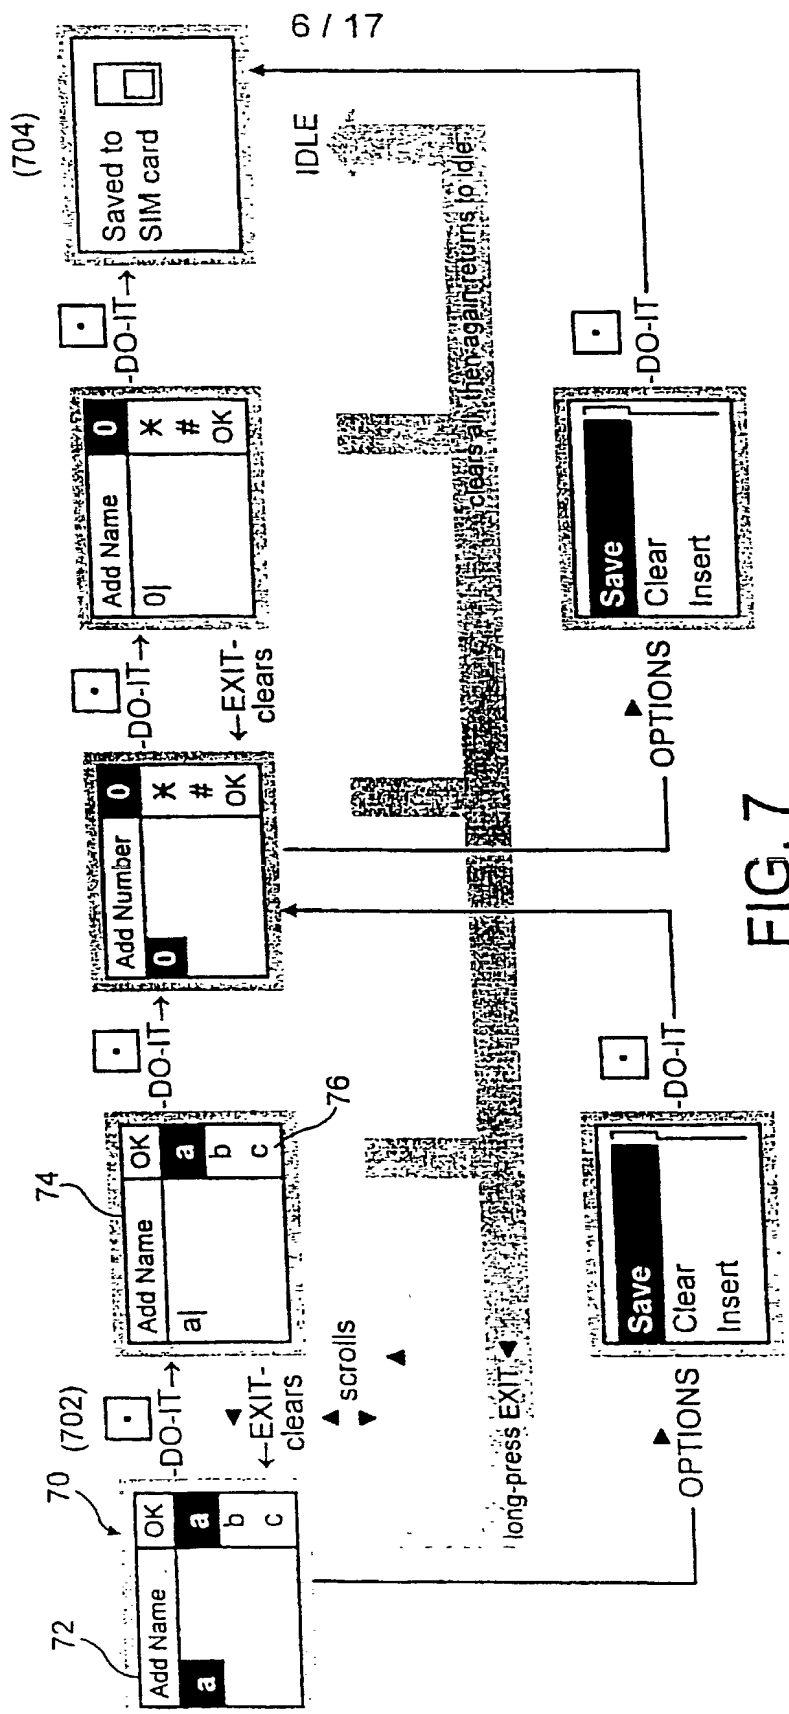 6 / 17
(704)
Saved to
SIM card
-DO-IT→
Add Name
0
0|
*
#
OK
-DO-IT→
←EXIT-
clears
Add Number
0
0
*
#
OK
-DO-IT→
74
Add Name
OK
a|
a
b
c
76
(702)
-DO-IT→
←EXIT-
clears
scrolls
70
72
Add Name
OK
a
a
b
c
IDLE
long-press EXIT
clears all, then again returns to Idle
OPTIONS
Save
Clear
Insert
-DO-IT
OPTIONS
Save
Clear
Insert
-DO-IT
FIG. 7